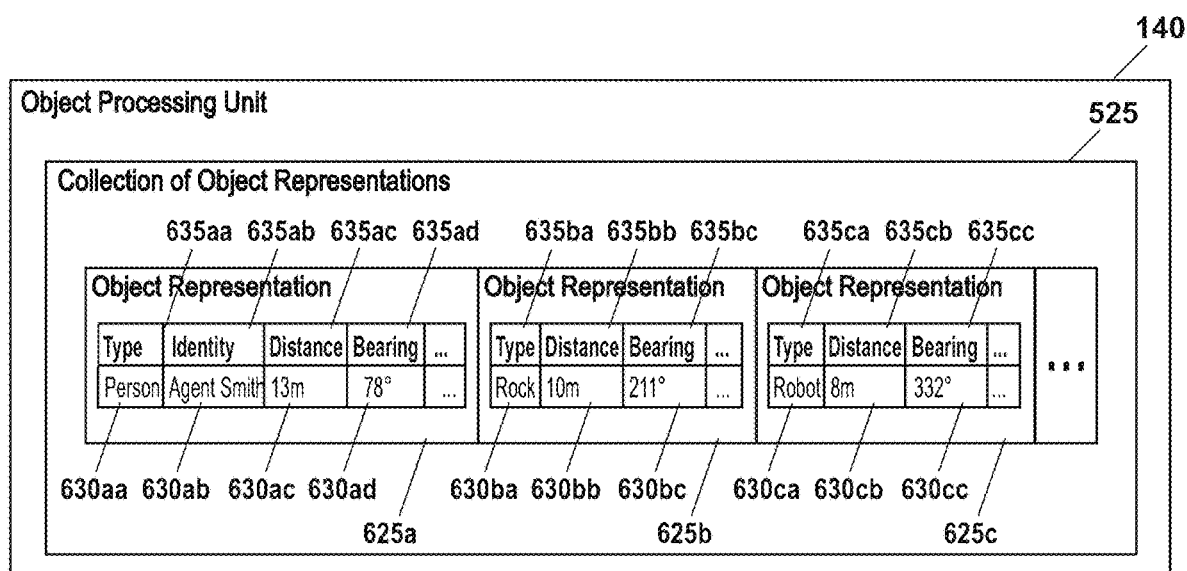 140
Object Processing Unit
525
Collection of Object Representations
635aa 635ab 635ac 635ad 635ba 635bb 635bc 635ca 635cb 635cc
Object Representation Object Representation Object Representation
Type Identity Distance Bearing ... Type Distance Bearing ... Type Distance Bearing ...
Person Agent Smith 13m 78° ... Rock 10m 211° ... Robot 8m 332° ...
...
630aa 630ab 630ac 630ad 630ba 630bb 630bc 630ca 630cb 630cc
625a 625b 625c